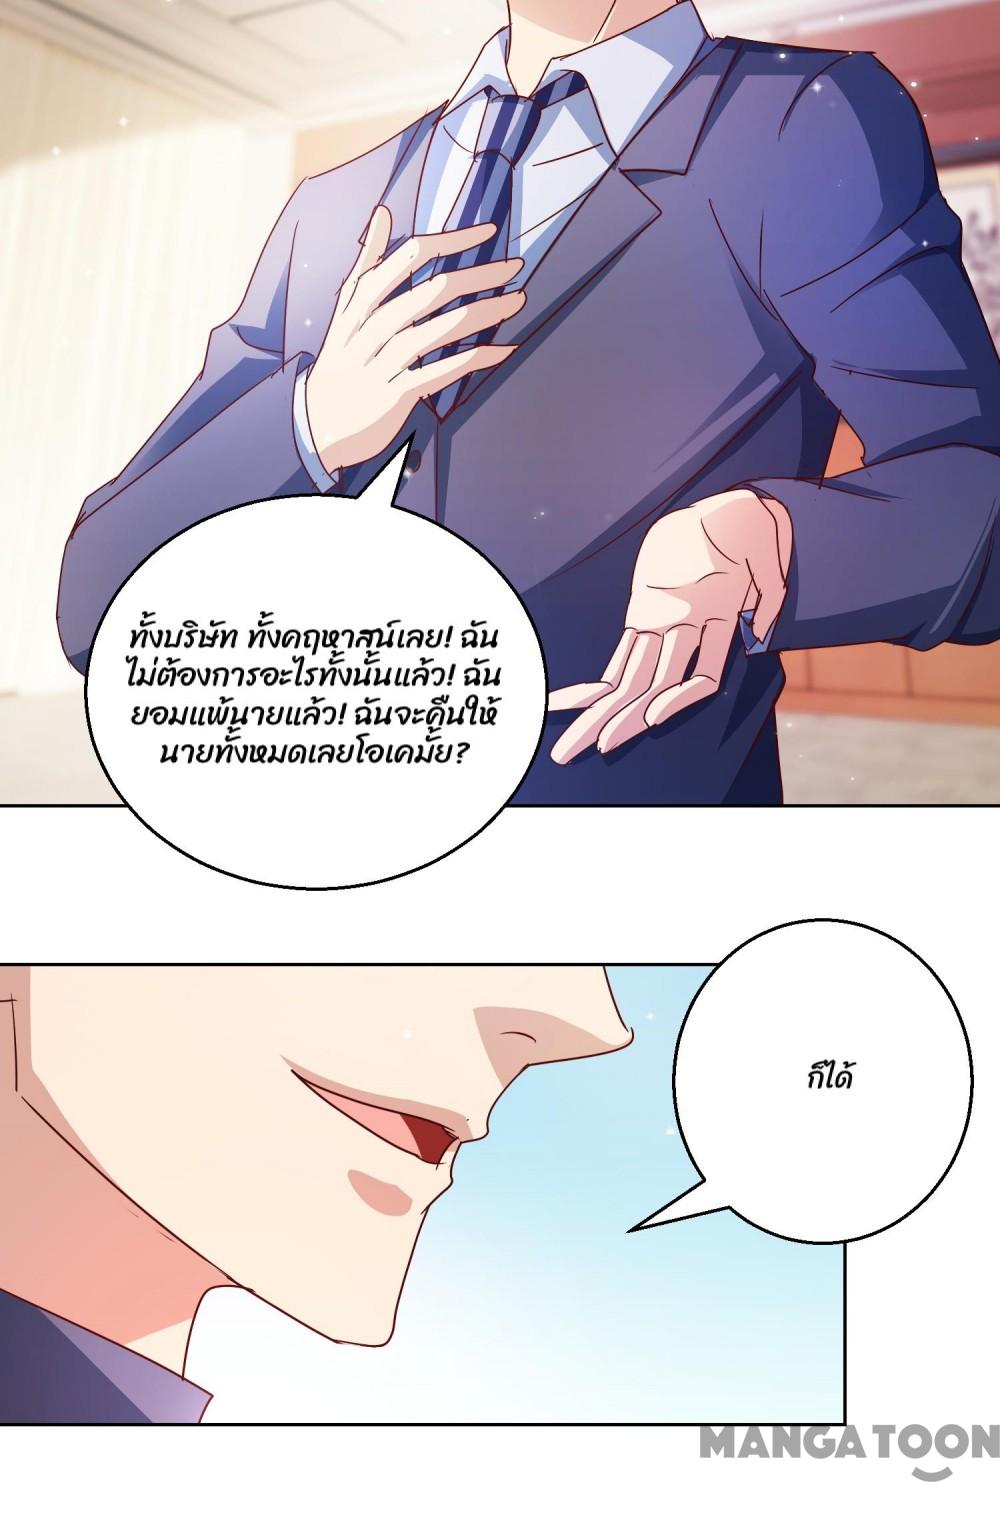 ทั้งบริษัท ทั้งคฤหาสน์เลย! ฉัน
ไม่ต้องการอะไรทั้งนั้นแล้ว! ฉัน
ยอมแพ้นายแล้ว! ฉันจะคืนให้
นายทั้งหมดเลยโอเคมั้ย?
ก็ได้
MANGATOON